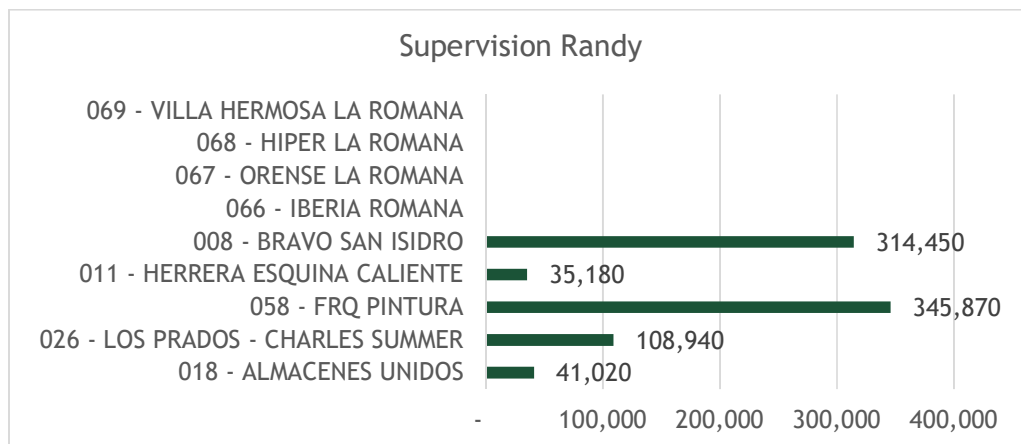 Supervision Randy
069 - VILLA HERMOSA LA ROMANA
068 - HIPER LA ROMANA
067 - ORENSE LA ROMANA
066 - IBERIA ROMANA
008 - BRAVO SAN ISIDRO 314,450
011 - HERRERA ESQUINA CALIENTE 35,180
058 - FRQ PINTURA 345,870
026 - LOS PRADOS - CHARLES SUMMER 108,940
018 - ALMACENES UNIDOS 41,020
- 100,000 200,000 300,000 400,000